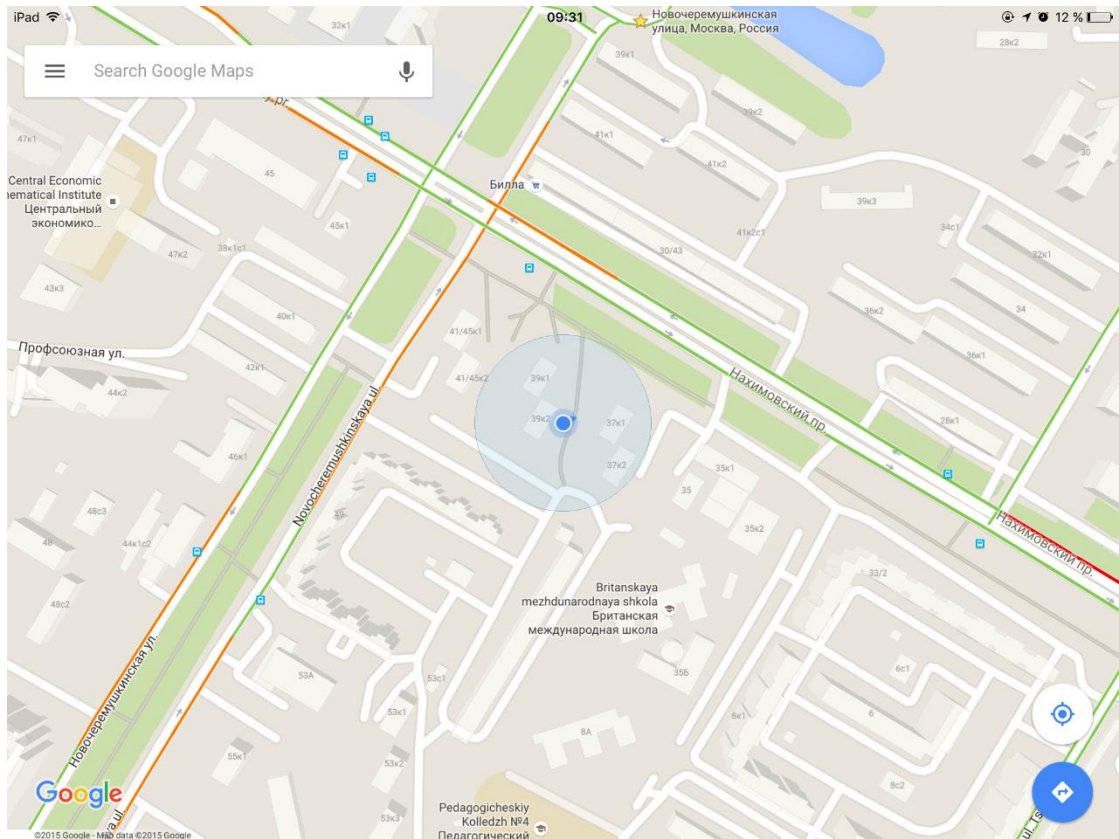 iPad
09:31
12 %
Новочеремушкинская
улица, Москва, Россия
32к1
28к2
Search Google Maps
39к1
39к2
47к1
41к1
41к2
30
45
Билла
39к3
Central Economic
hematical Institute
Центральный
экономико...
45к1
41к2с1
34с1
38к1с1
47к2
30/43
32к1
43к3
40к1
36к2
34
41/45к1
Профсоюзная ул.
42к1
36к1
41/45к2
39к1
44к2
Нахимовский пр.
39к2
37к1
28к1
46к1
37к2
35к1
35
Novocheremushkinskaya ul.
48к3
49
44к1с2
35к2
Нахимовский пр.
48
33/2
Britanskaya
mezhdunarodnaya shkola
Британская
международная школа
48с2
53А
53с1
35Б
6с1
53к1
8к1
6
Новочеремушкинская ул.
8А
55к1
53к2
8с2
Google
Pedagogicheskiy
Kolledzh №4
Педагогический
53к3
©2015 Google - Map data ©2015 Google